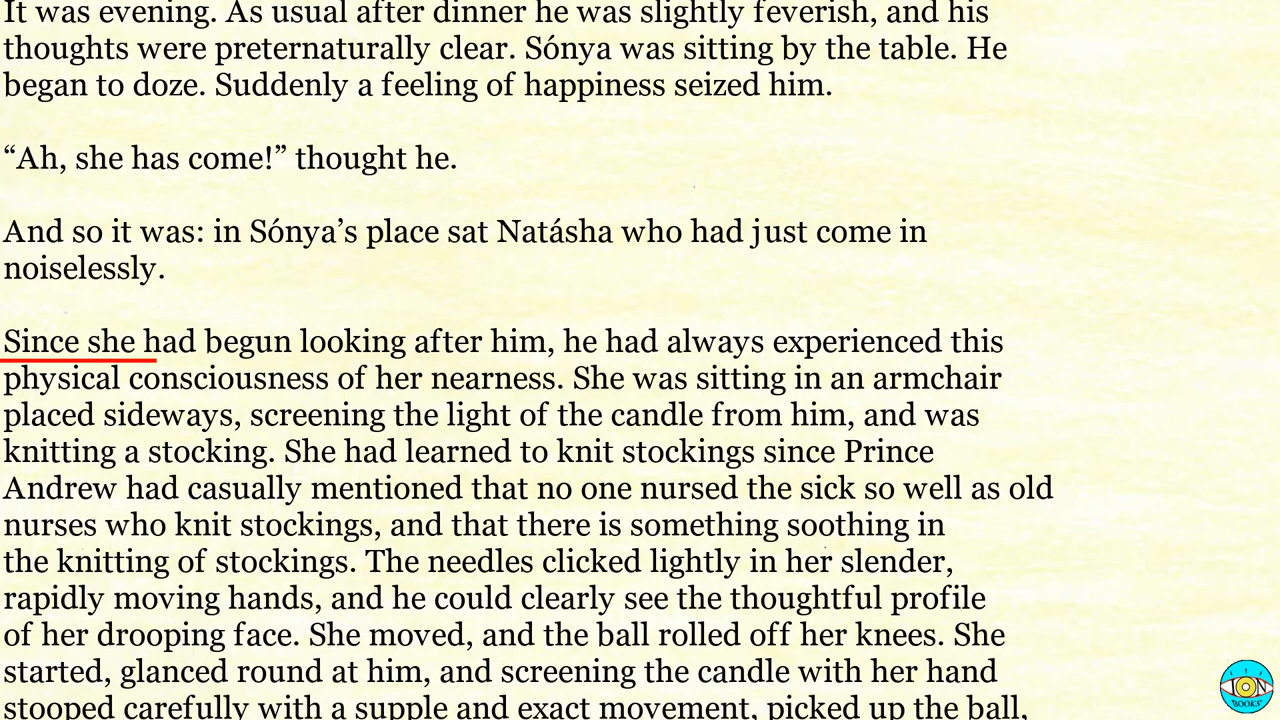 It was evening. As usual after dinner he was slightly feverish, and his
thoughts were preternaturally clear. Sónya was sitting by the table. He
began to doze. Suddenly a feeling of happiness seized him.
“Ah, she has come!” thought he.
And so it was: in Sónya’s place sat Natásha who had just come in
noiselessly.
Since she had begun looking after him, he had always experienced this
physical consciousness of her nearness. She was sitting in an armchair
placed sideways, screening the light of the candle from him, and was
knitting a stocking. She had learned to knit stockings since Prince
Andrew had casually mentioned that no one nursed the sick so well as old
nurses who knit stockings, and that there is something soothing in
the knitting of stockings. The needles clicked lightly in her slender,
rapidly moving hands, and he could clearly see the thoughtful profile
of her drooping face. She moved, and the ball rolled off her knees. She
started, glanced round at him, and screening the candle with her hand
stooped carefully with a supple and exact movement, picked up the ball,
ION
BOOKS